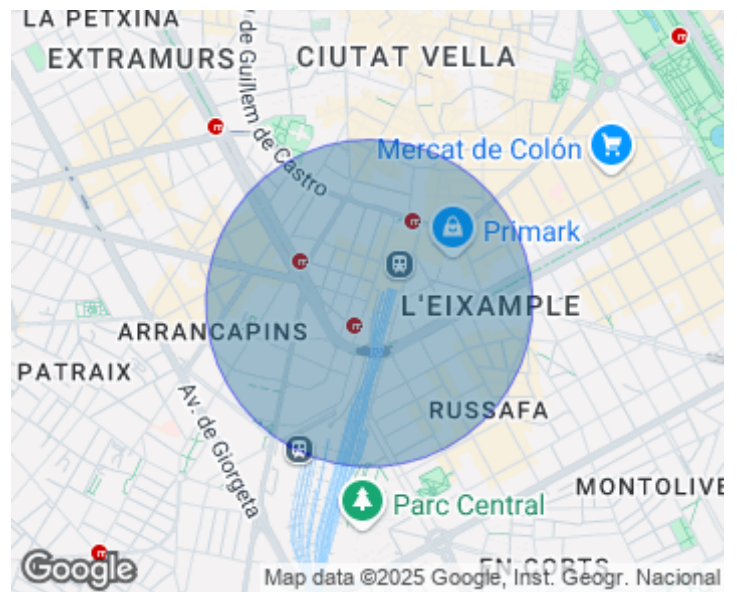 LA PETXINA
EXTRAMURS
CIUTAT VELLA
de Guillem de Castro
Mercat de Colón
Primark
L'EIXAMPLE
ARRANCAPINS
PATRAIX
RUSSAFA
Av. de Giorgeta
MONTOLIVE
Parc Central
EN CORTS
Google
Map data ©2025 Google, Inst. Geogr. Nacional